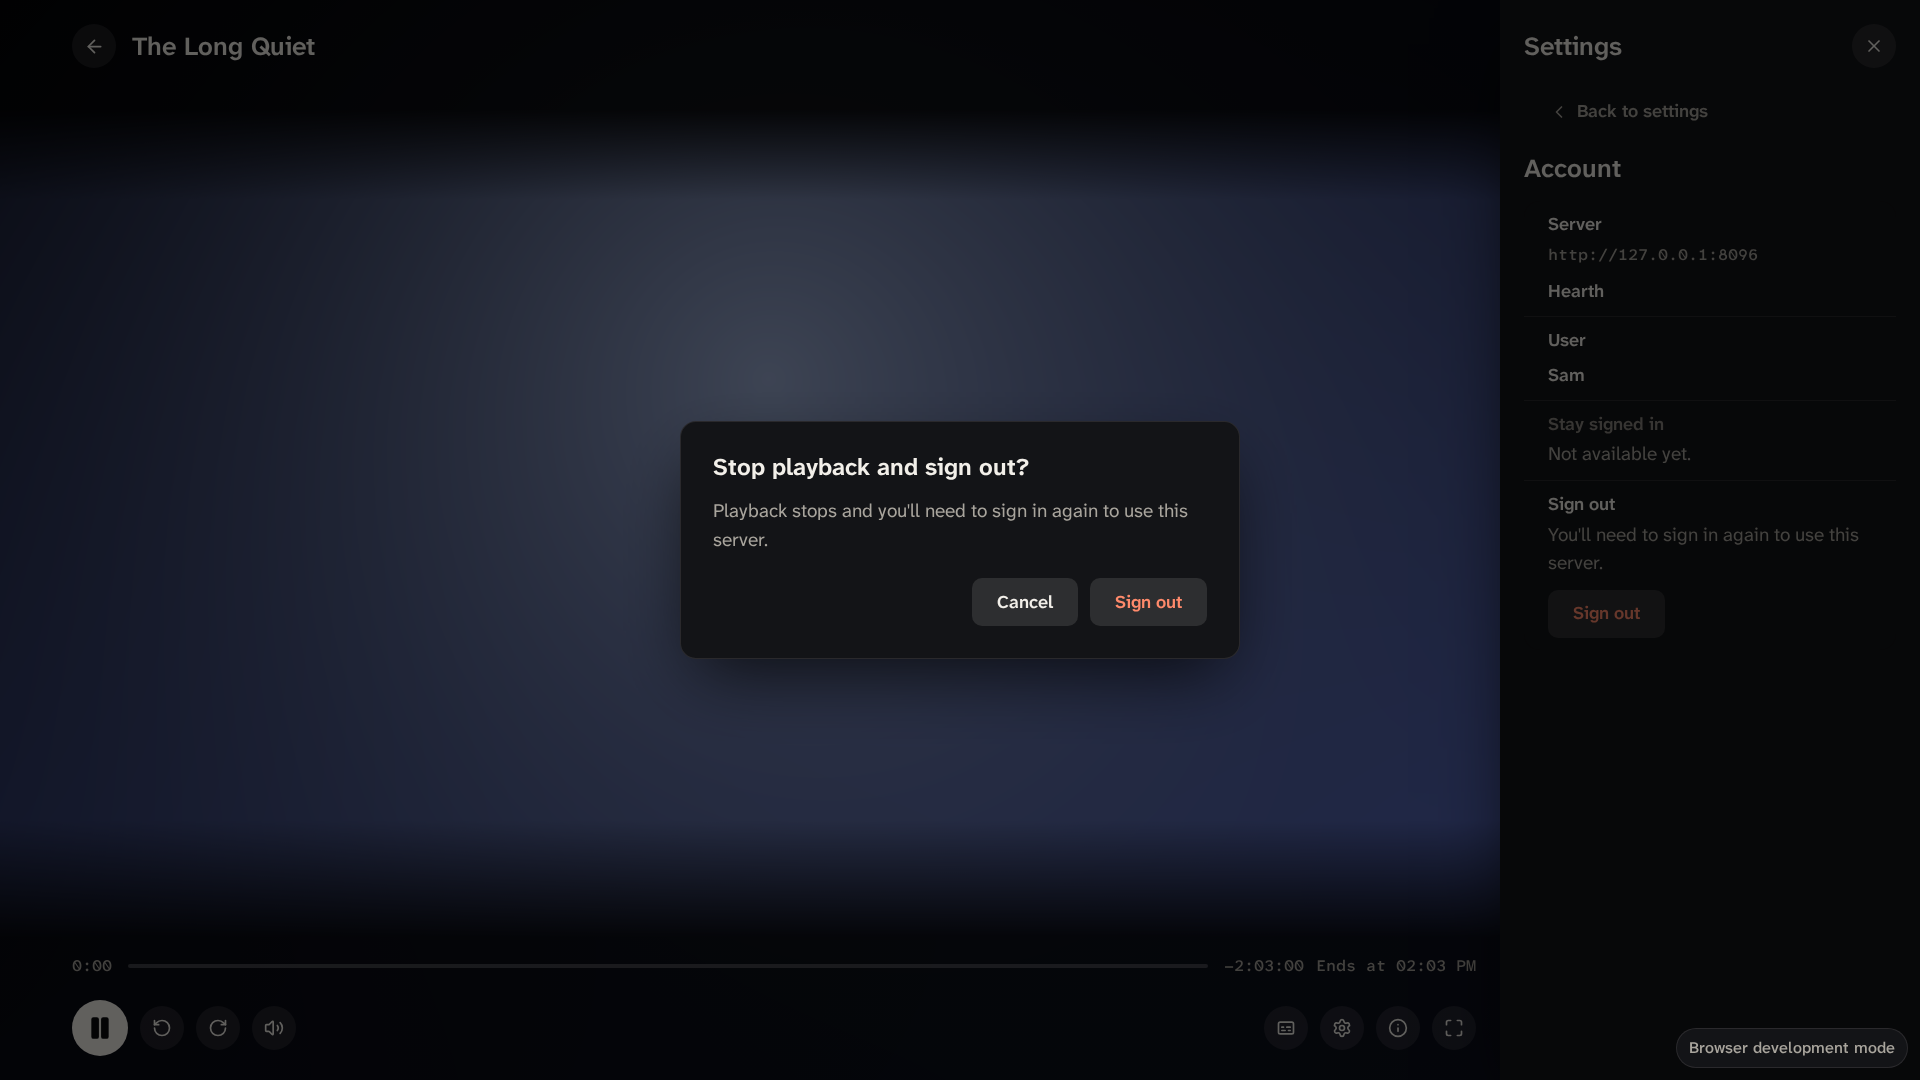 The Long Quiet
Settings
Back to settings
Account
Server
http://127.0.0.1:8096
Hearth
User
Sam
Stay signed in
Not available yet.
Sign out
You'll need to sign in again to use this
server.
Sign out
Stop playback and sign out?
Playback stops and you'll need to sign in again to use this
server.
Cancel
Sign out
0:00
−2:03:00
Ends at 02:03 PM
Browser development mode